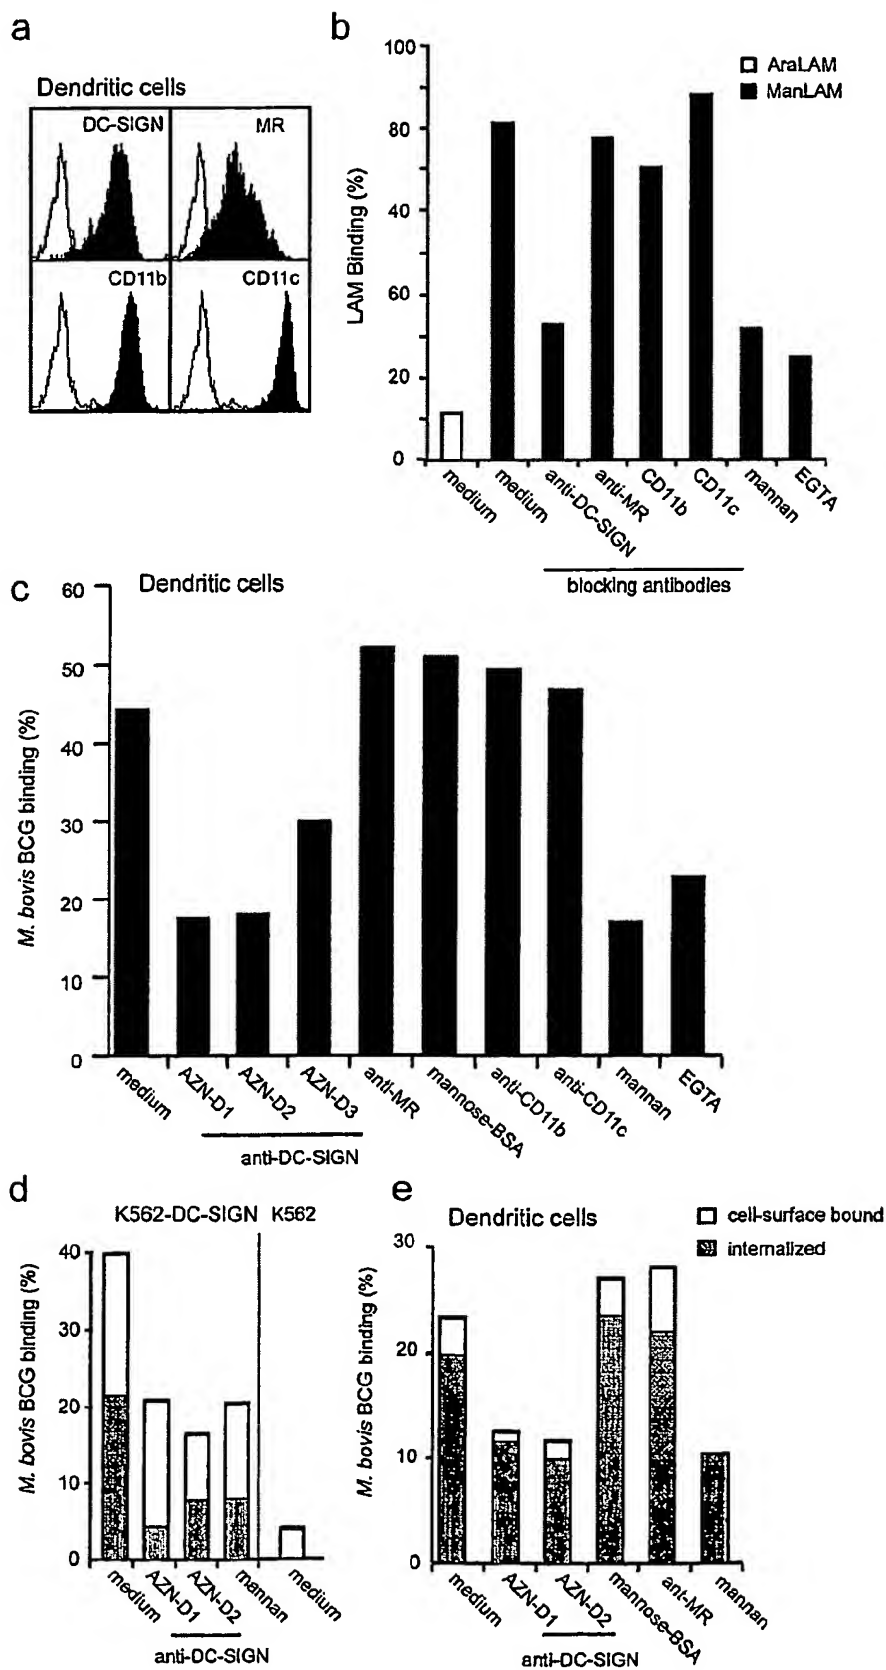 a
Dendritic cells
DC-SIGN
MR
CD11b
CD11c
b
AraLAM
ManLAM
LAM Binding (%)
100
80
40
60
20
0
medium
medium
anti-DC-SIGN
anti-MR
CD11b
CD11c
mannan
EGTA
blocking antibodies
c
Dendritic cells
M. bovis BCG binding (%)
60
50
40
30
20
10
0
medium
AZN-D1
AZN-D2
AZN-D3
anti-MR
mannose-BSA
anti-CD11b
anti-CD11c
mannan
EGTA
anti-DC-SIGN
d
K562-DC-SIGN
K562
M. bovis BCG binding (%)
40
30
20
10
0
medium
AZN-D1
AZN-D2
mannan
medium
anti-DC-SIGN
e
Dendritic cells
cell-surface bound
internalized
M. bovis BCG binding (%)
30
20
10
0
medium
AZN-D1
AZN-D2
mannose-BSA
ant-MR
mannan
anti-DC-SIGN